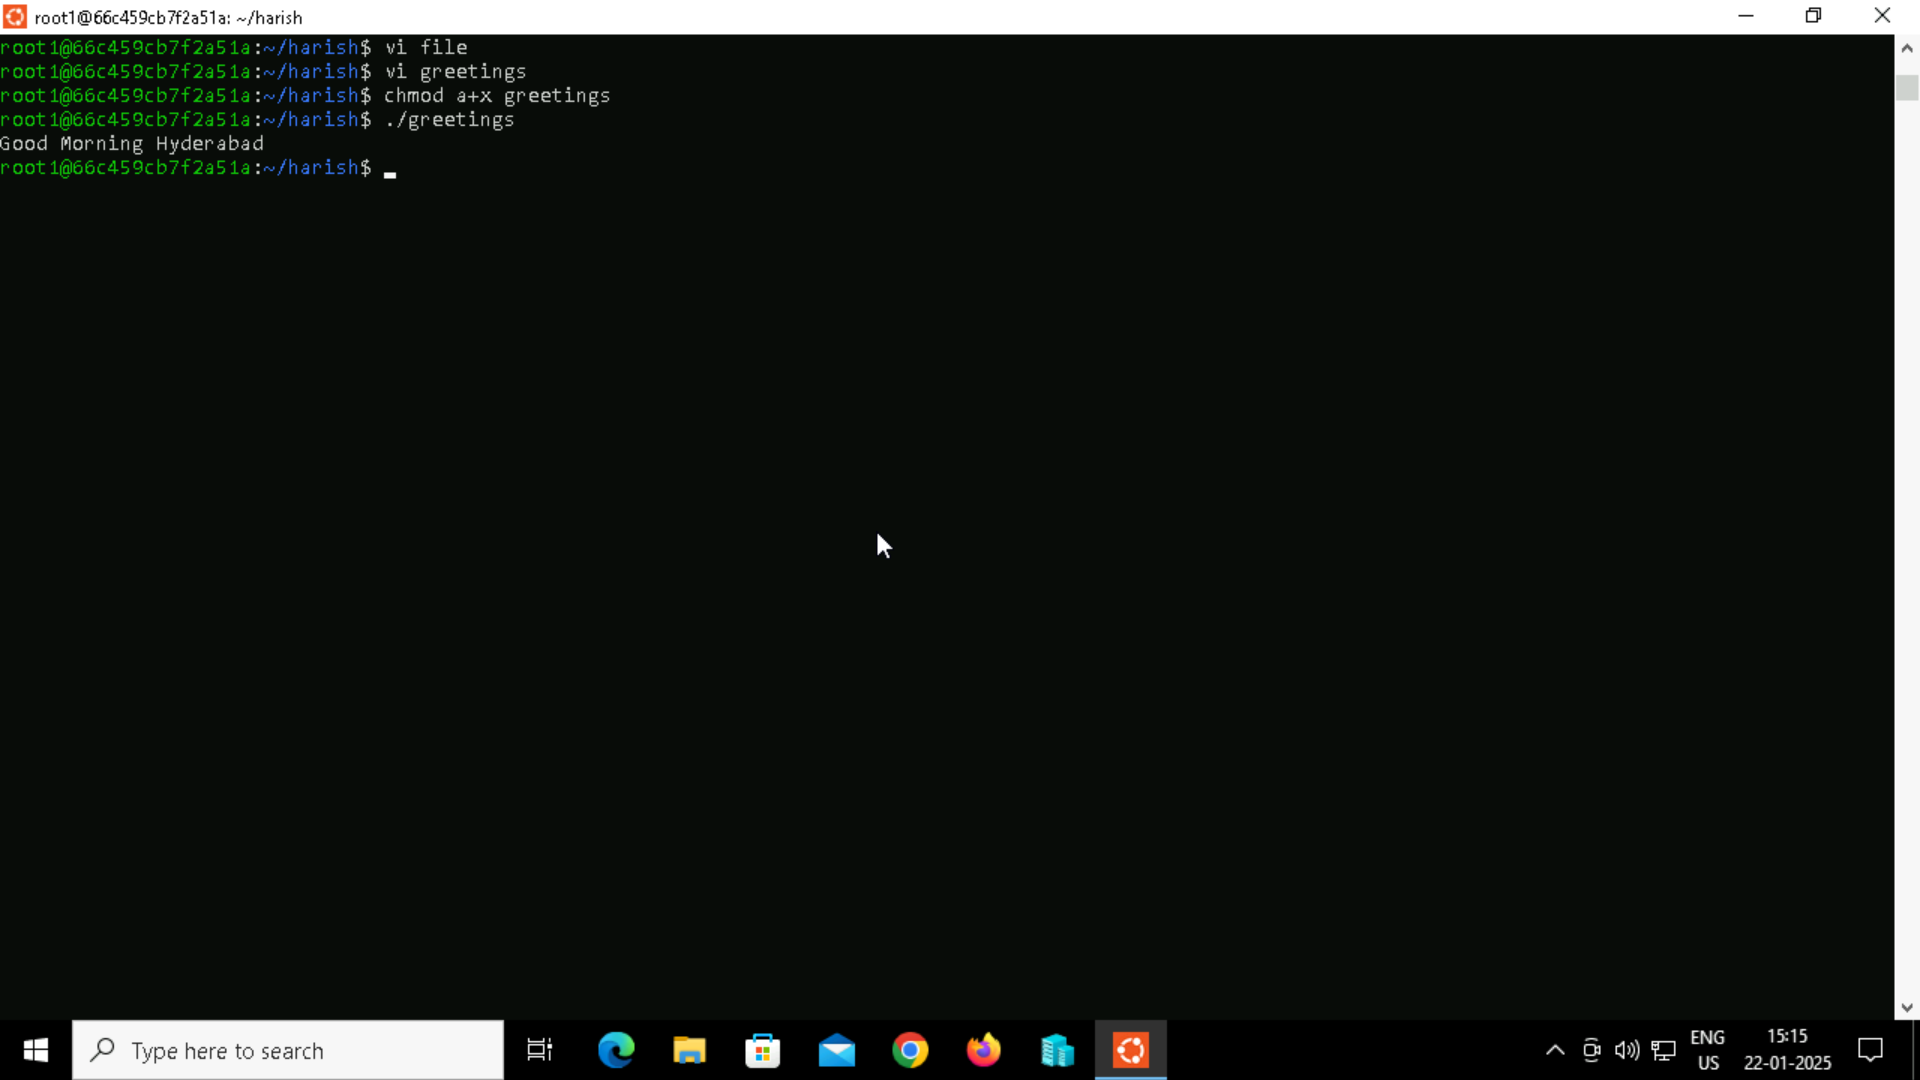 root1@66c459cb7f2a51a: ~/harish
root1@66c459cb7f2a51a:~/harish$ vi file
root1@66c459cb7f2a51a:~/harish$ vi greetings
root1@66c459cb7f2a51a:~/harish$ chmod a+x greetings
root1@66c459cb7f2a51a:~/harish$ ./greetings
Good Morning Hyderabad
root1@66c459cb7f2a51a:~/harish$
Type here to search
ENG
US
15:15
22-01-2025